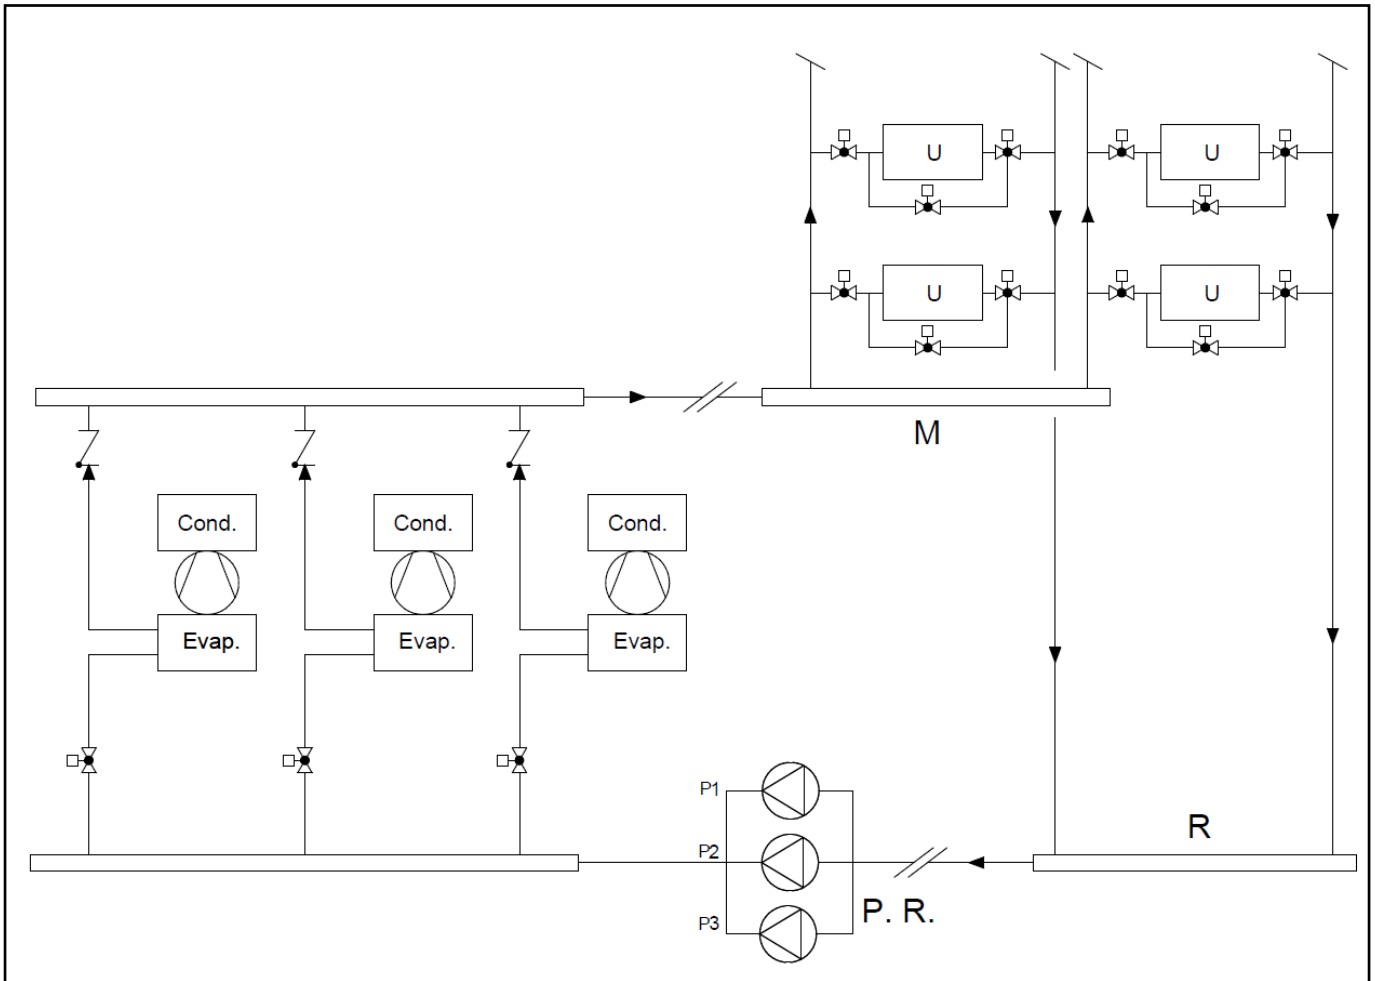 U
U
U
U
M
Cond.
Cond.
Cond.
Evap.
Evap.
Evap.
P1
R
P2
P. R.
P3